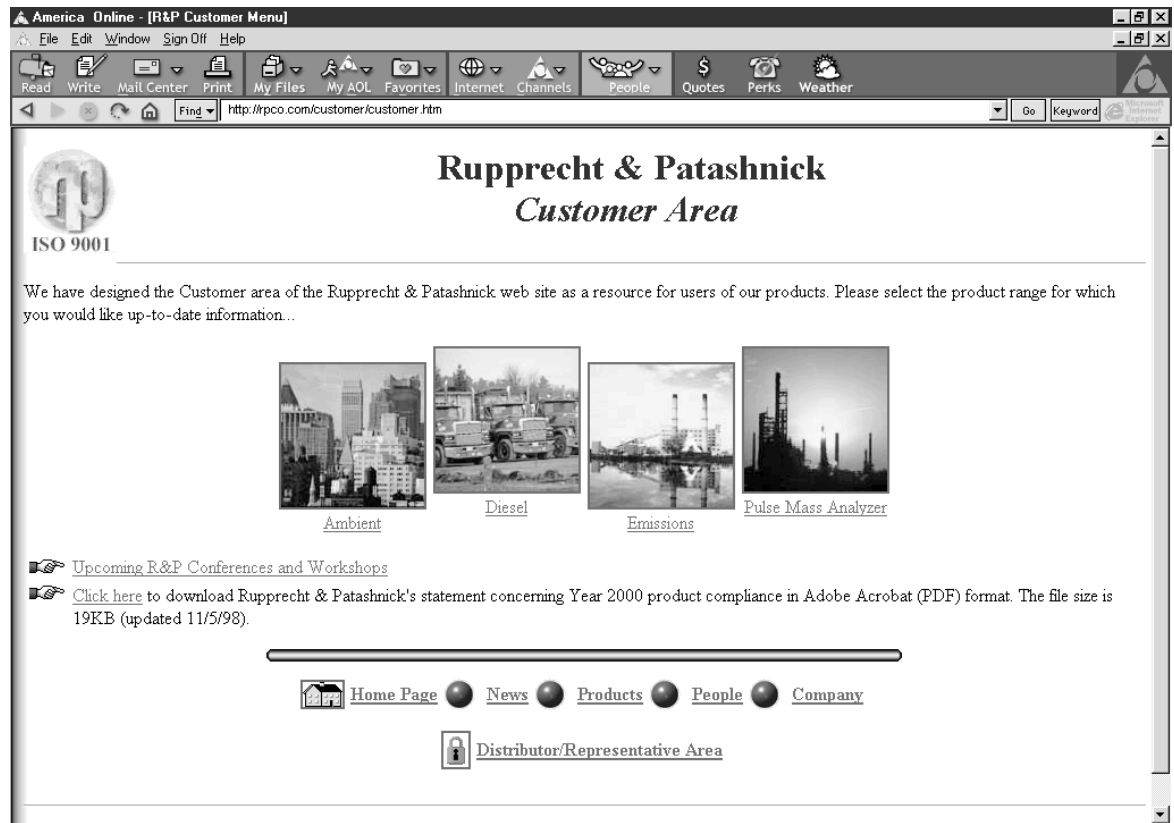 America Online - [R&P Customer Menu]
File Edit Window Sign Off Help
Read Write Mail Center Print My Files My AOL Favorites Internet Channels People Quotes Perks Weather
Find http://rpco.com/customer/customer.htm Go Keyword Microsoft Internet Explorer
Rupprecht & Patashnick
Customer Area
rp
ISO 9001
We have designed the Customer area of the Rupprecht & Patashnick web site as a resource for users of our products. Please select the product range for which
you would like up-to-date information...
Ambient Diesel Emissions Pulse Mass Analyzer
Upcoming R&P Conferences and Workshops
Click here to download Rupprecht & Patashnick's statement concerning Year 2000 product compliance in Adobe Acrobat (PDF) format. The file size is
19KB (updated 11/5/98).
Home Page News Products People Company
Distributor/Representative Area